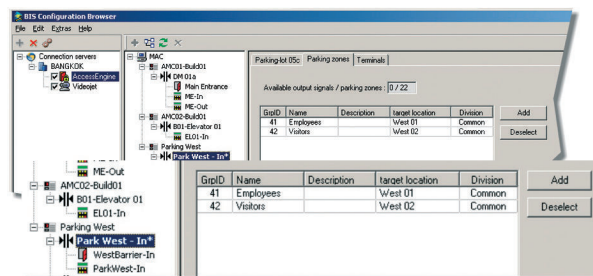 BIS Configuration Browser
File Edit Extras Help
Connection servers
BANGKOK
AccessEngine
Videojet
MAC
AMC01-Build01
DM 01a
Main Entrance
ME-In
ME-Out
AMC02-Build01
B01-Elevator 01
EL01-In
Parking West
Park West - In*
Parking-lot 05c Parking zones Terminals
Available output signals / parking zones : 0 / 22
GrpID Name Description target location Division
41 Employees West 01 Common
42 Visitors West 02 Common
Add
Deselect
ME-Out
AMC02-Build01
B01-Elevator 01
EL01-In
Parking West
Park West - In*
WestBarrier-In
ParkWest-In
GrpID Name Description target location Division
41 Employees West 01 Common
42 Visitors West 02 Common
Add
Deselect